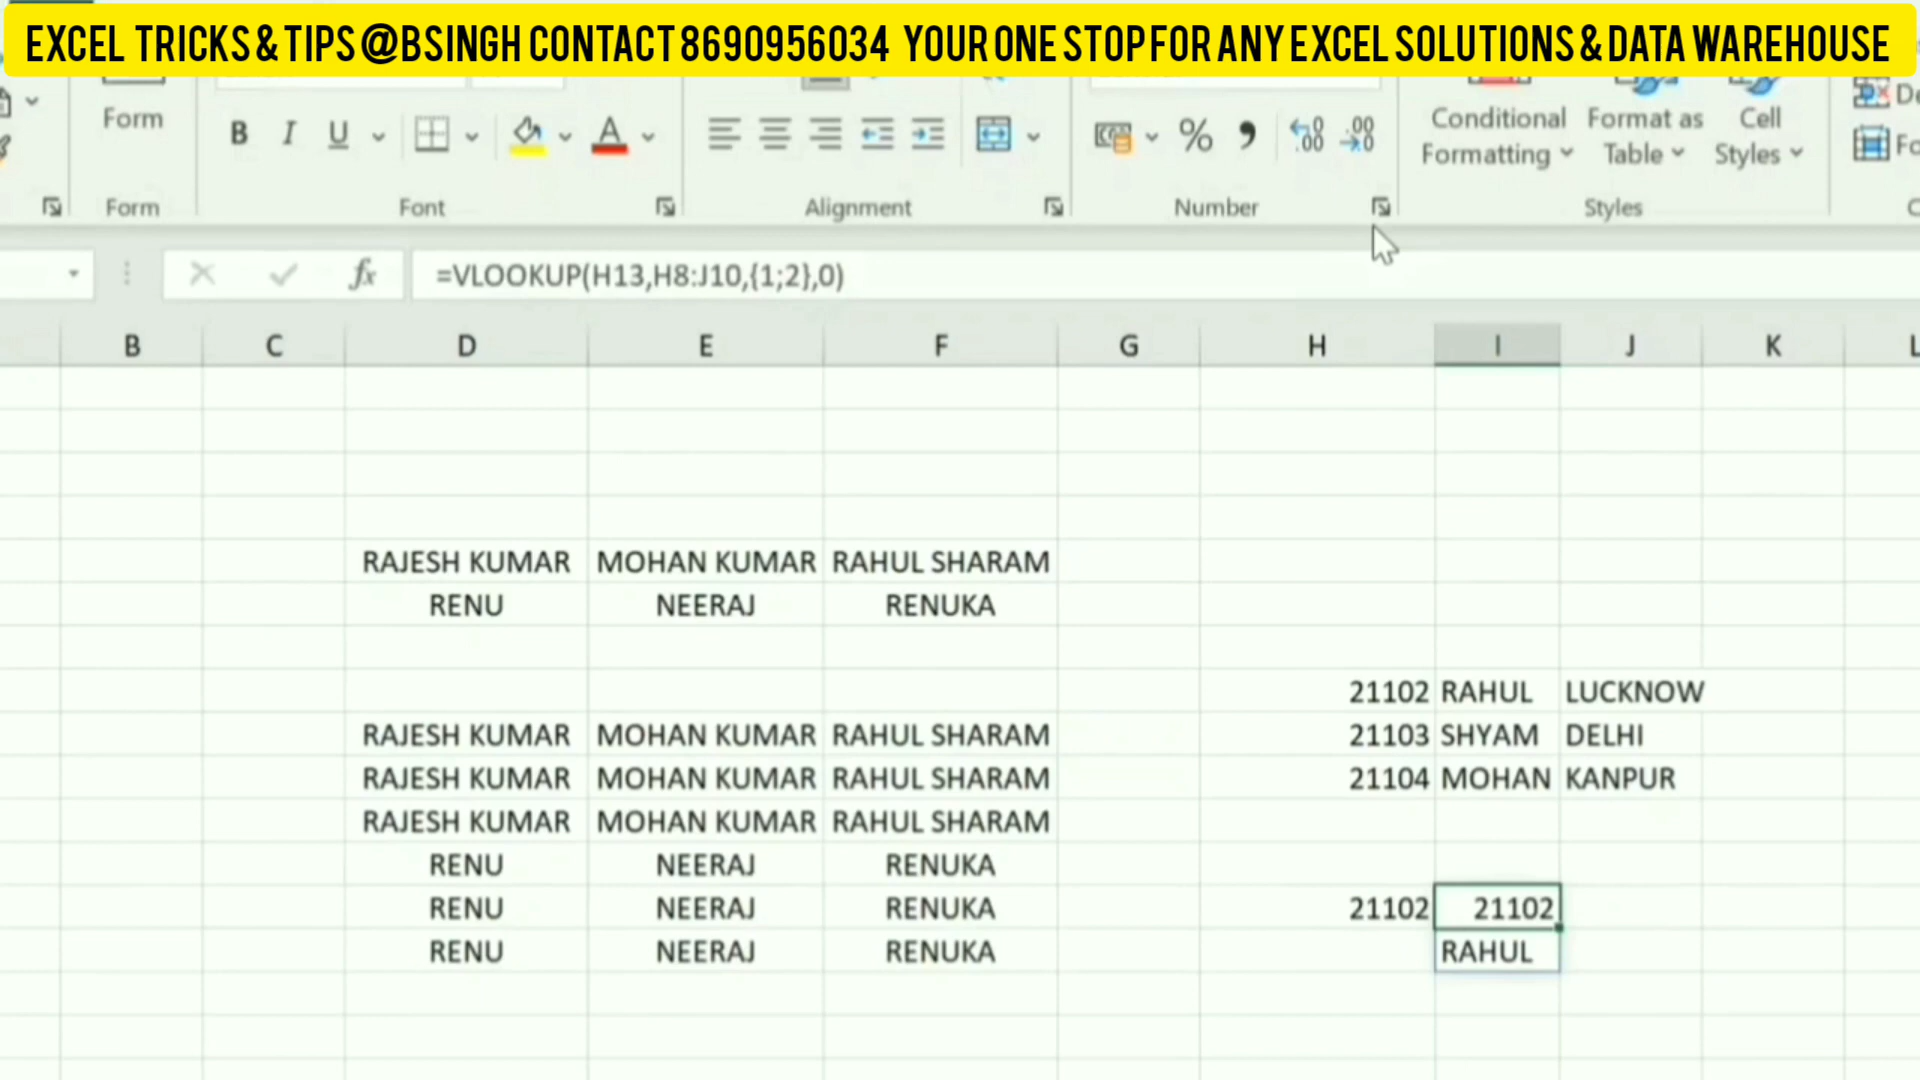 EXCEL TRICKS & TIPS @BSINGH CONTACT 8690956034 YOUR ONE STOP FOR ANY EXCEL SOLUTIONS & DATA WAREHOUSE
Form
B I U A % Conditional Formatting Format as Table Cell Styles
Form Font Alignment Number Styles
fx =VLOOKUP(H13,H8:J10,{1;2},0)
B C D E F G H I J K L
RAJESH KUMAR MOHAN KUMAR RAHUL SHARAM
RENU NEERAJ RENUKA
21102 RAHUL LUCKNOW
RAJESH KUMAR MOHAN KUMAR RAHUL SHARAM 21103 SHYAM DELHI
RAJESH KUMAR MOHAN KUMAR RAHUL SHARAM 21104 MOHAN KANPUR
RAJESH KUMAR MOHAN KUMAR RAHUL SHARAM
RENU NEERAJ RENUKA
RENU NEERAJ RENUKA 21102 21102
RENU NEERAJ RENUKA RAHUL